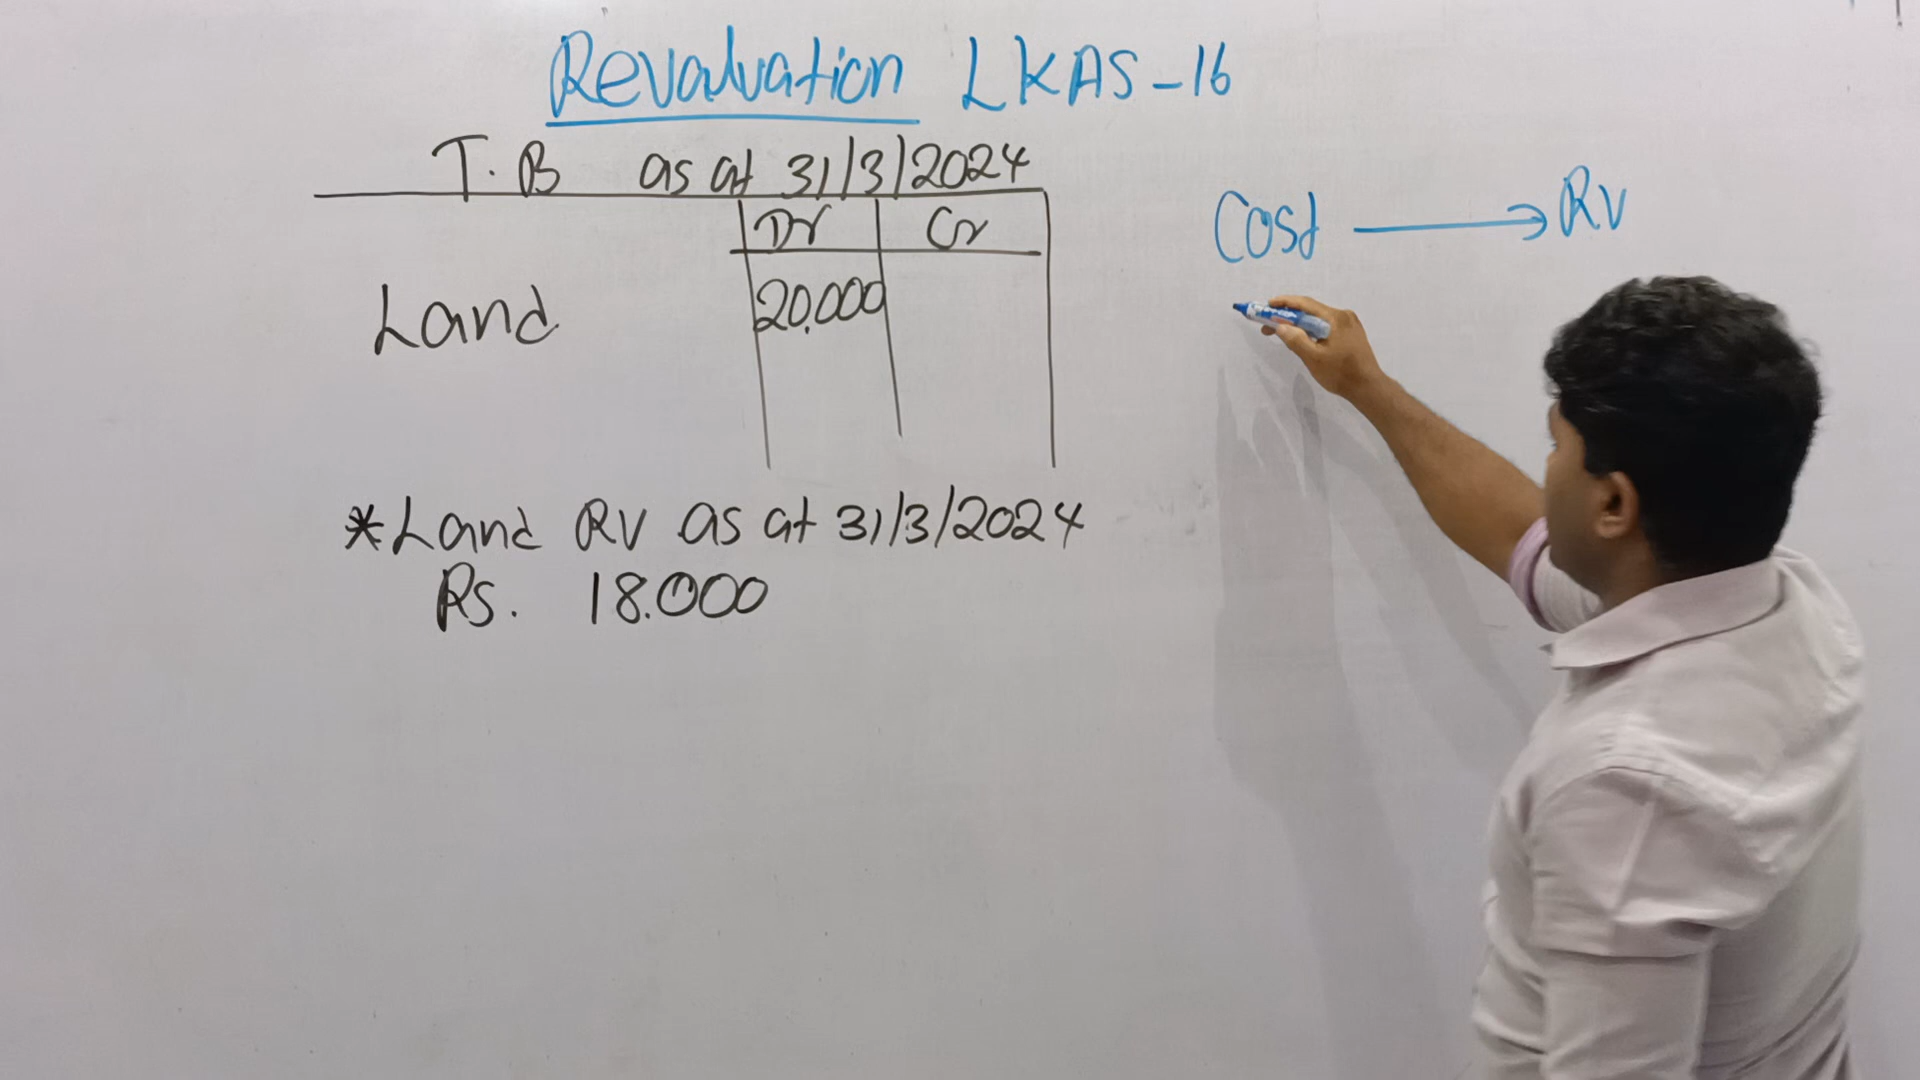 Revaluation LKAS-16
T.B as at 31/3/2024
Dr Cr
Land 20.000
*Land RV as at 31/3/2024
Rs. 18.000
Cost → RV